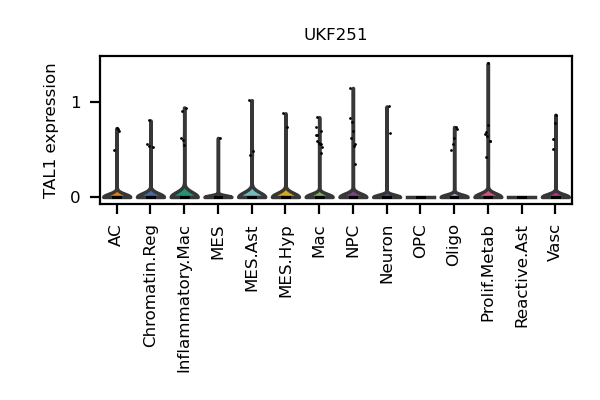 UKF251
TAL1 expression
1
0
AC
Chromatin.Reg
Inflammatory.Mac
MES
MES.Ast
MES.Hyp
Mac
NPC
Neuron
OPC
Oligo
Prolif.Metab
Reactive.Ast
Vasc